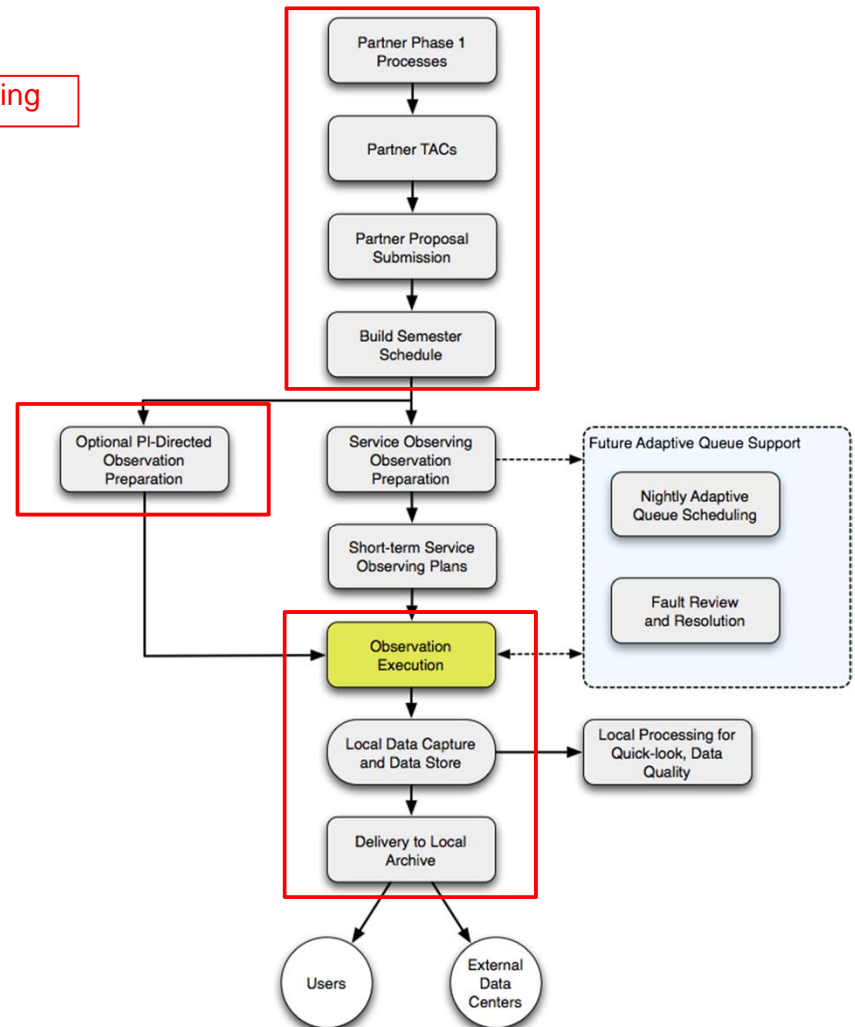 Partner Phase 1
Processes
ing
Partner TACs
Partner Proposal
Submission
Build Semester
Schedule
Optional PI-Directed
Observation
Preparation
Service Observing
Observation
Preparation
Future Adaptive Queue Support
Nightly Adaptive
Queue Scheduling
Short-term Service
Observing Plans
Fault Review
and Resolution
Observation
Execution
Local Data Capture
and Data Store
Local Processing for
Quick-look, Data
Quality
Delivery to Local
Archive
Users
External
Data
Centers